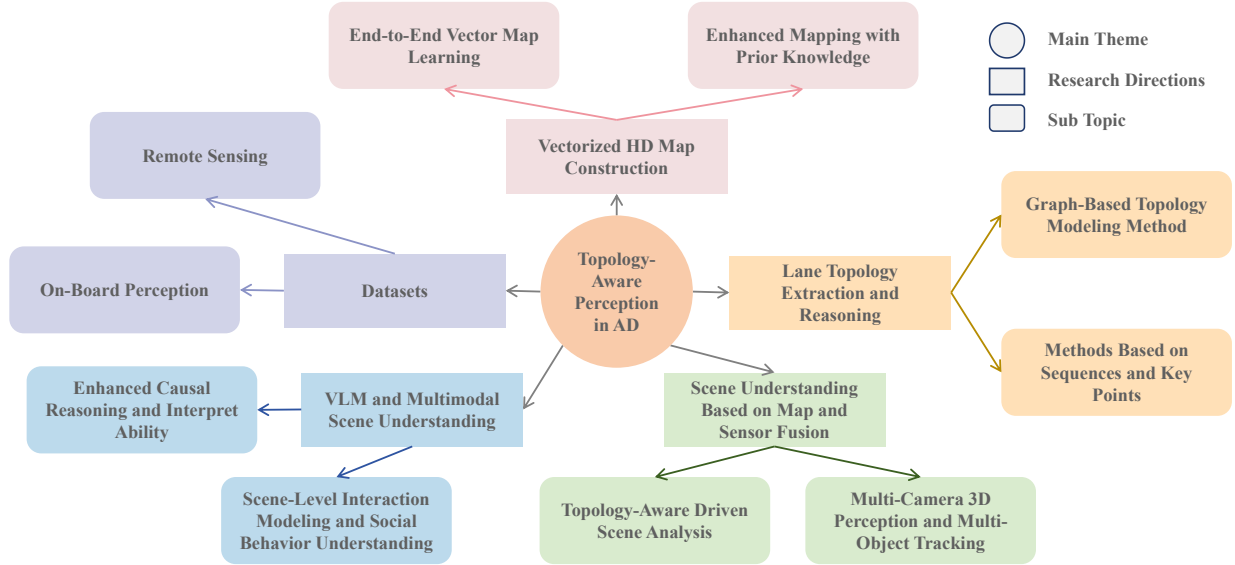 End-to-End Vector Map
Learning
Enhanced Mapping with
Prior Knowledge
Main Theme
Research Directions
Sub Topic
Vectorized HD Map
Construction
Remote Sensing
Graph-Based Topology
Modeling Method
On-Board Perception
Datasets
Topology-
Aware
Perception
in AD
Lane Topology
Extraction and
Reasoning
Methods Based on
Sequences and Key
Points
Enhanced Causal
Reasoning and Interpret
Ability
VLM and Multimodal
Scene Understanding
Scene Understanding
Based on Map and
Sensor Fusion
Scene-Level Interaction
Modeling and Social
Behavior Understanding
Topology-Aware Driven
Scene Analysis
Multi-Camera 3D
Perception and Multi-
Object Tracking